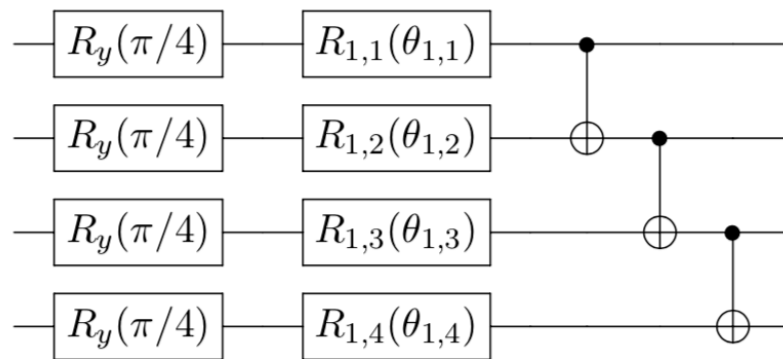 R_y(π/4) R_{1,1}(θ_{1,1})
R_y(π/4) R_{1,2}(θ_{1,2})
R_y(π/4) R_{1,3}(θ_{1,3})
R_y(π/4) R_{1,4}(θ_{1,4})